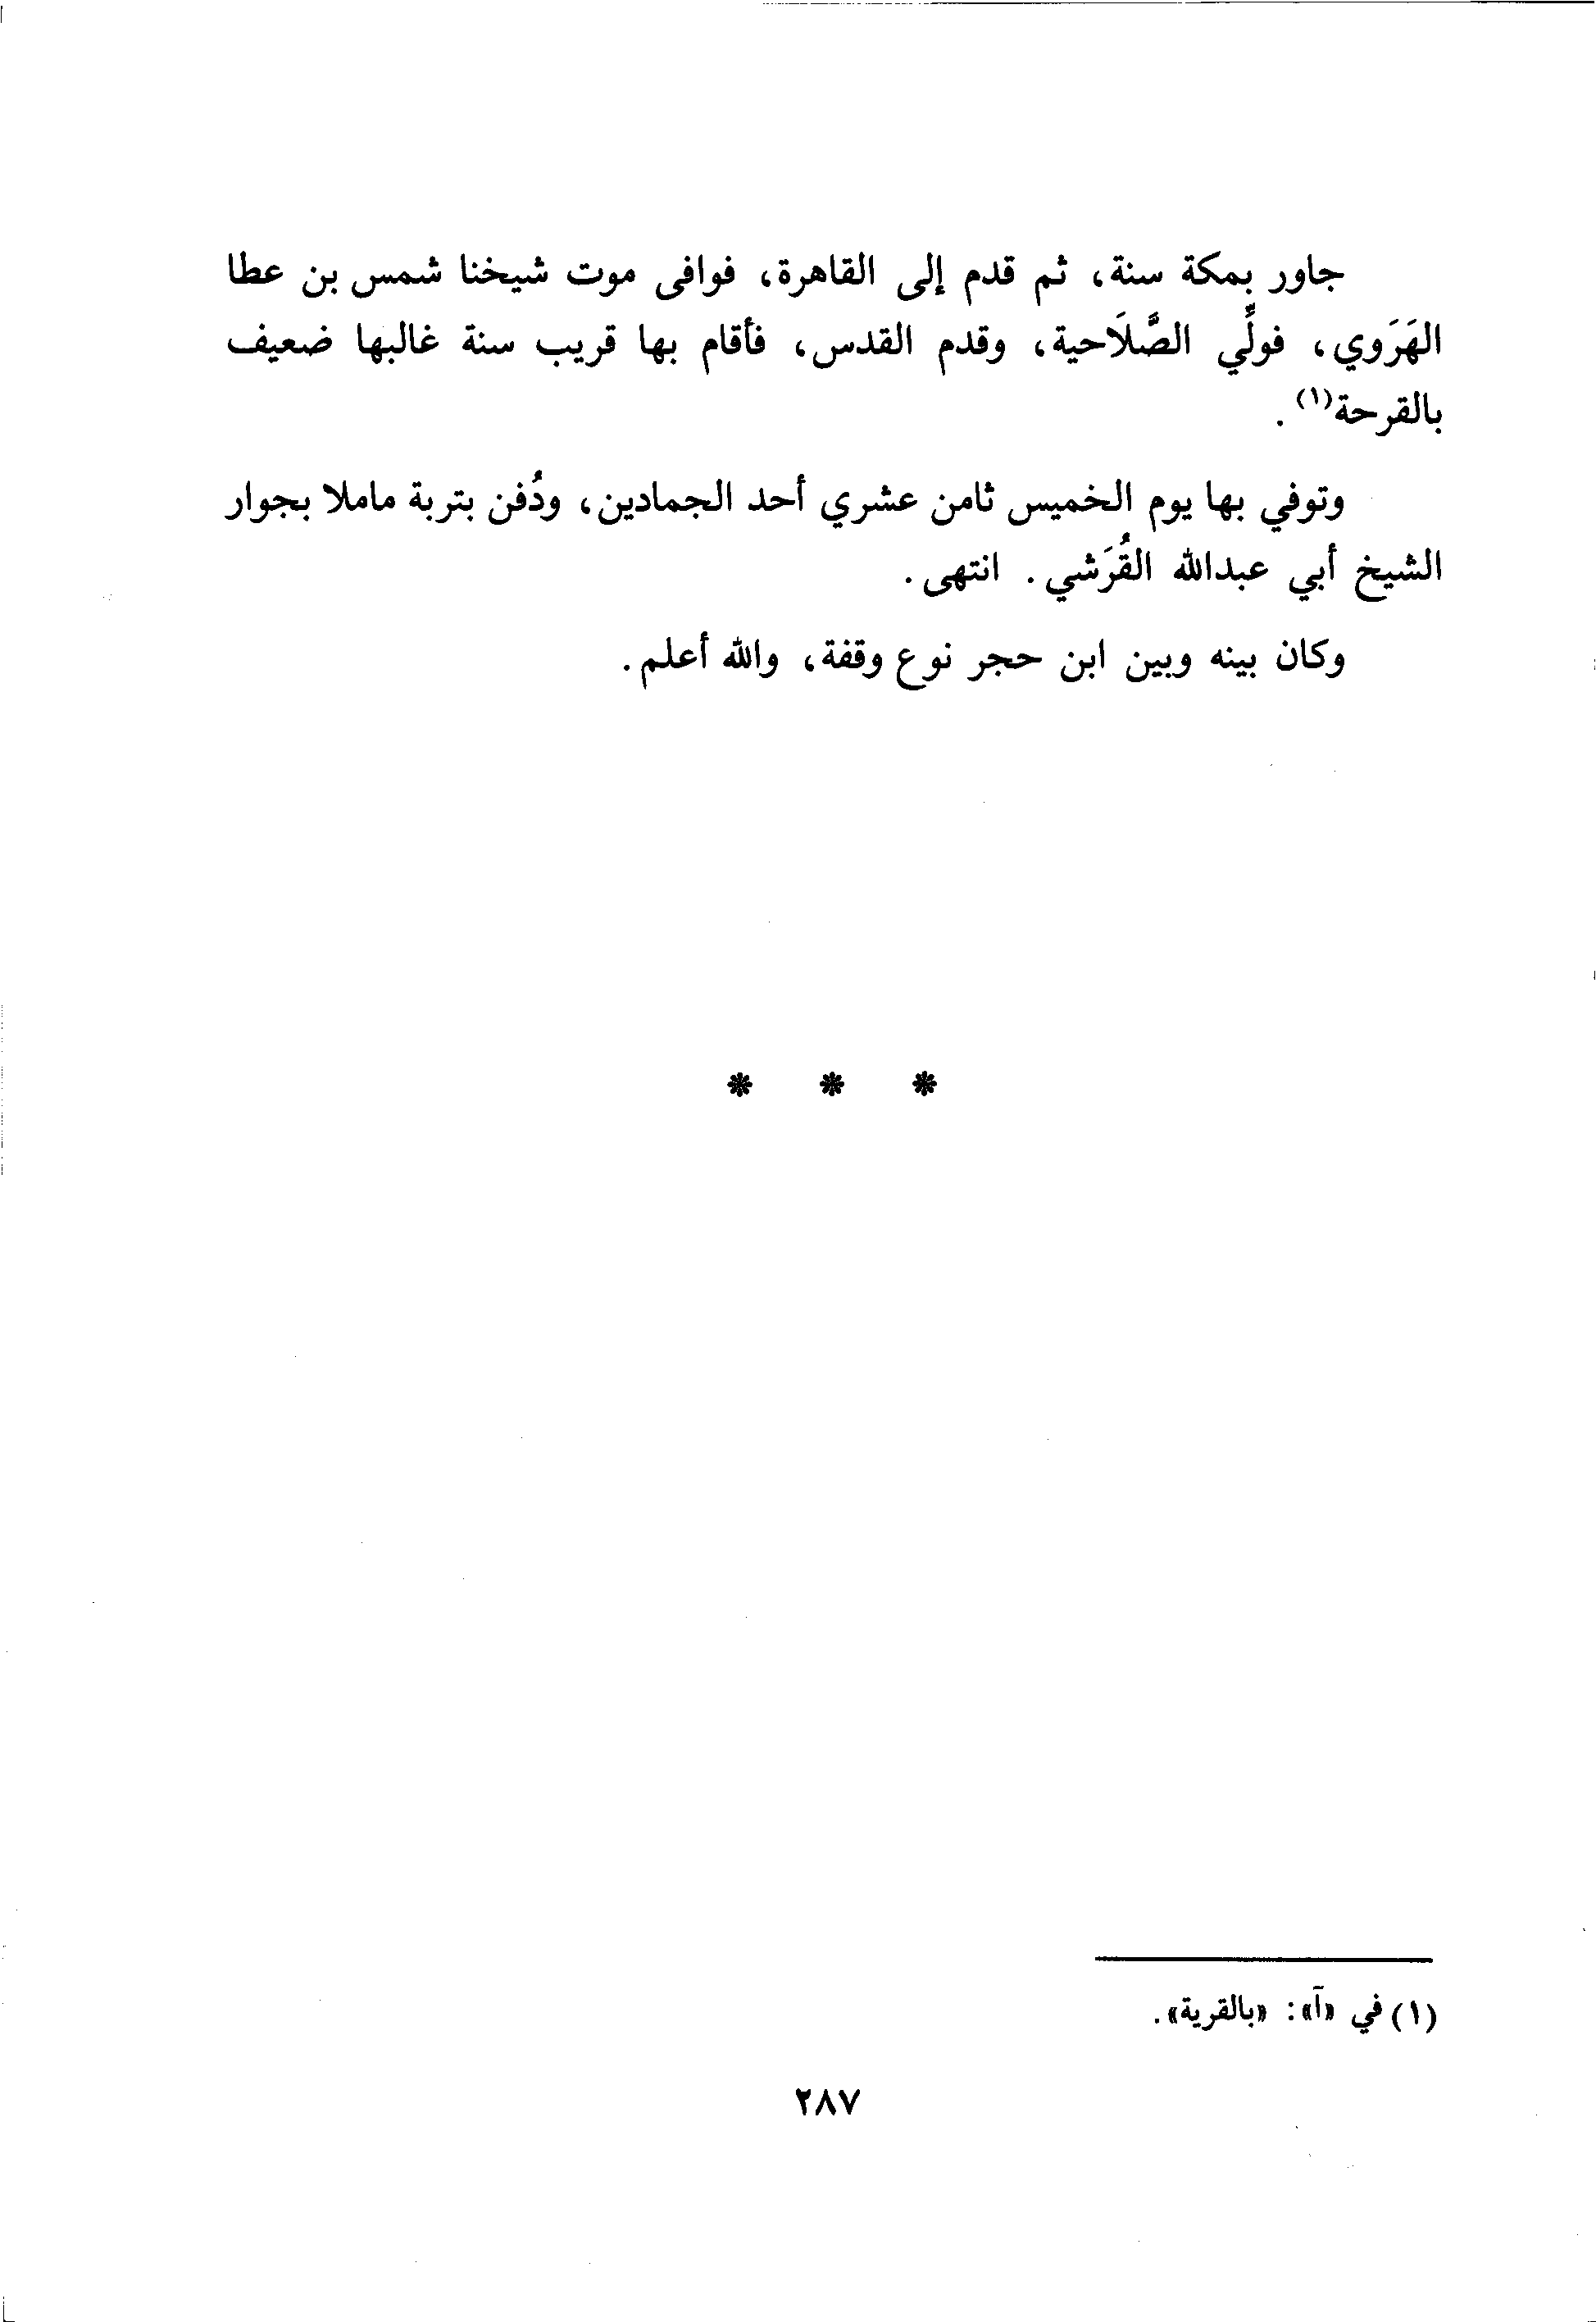 جاور بمكة سنة، ثم قدم إلى القاهرة، فوافى موت شيخنا شمس بن عطا
الهَرَوي، فولِّي الصَّلَاحية، وقدم القدس، فأقام بها قريب سنة غالبها ضعيف
بالقرحة(١).
وتوفي بها يوم الخميس ثامن عشري أحد الجمادين، ودُفن بتربة ماملا بجوار
الشيخ أبي عبدالله القُرَشي. انتهى.
وكان بينه وبين ابن حجر نوع وقفة، والله أعلم.
* * *
(١) في «آ»: «بالقرية».
٢٨٧